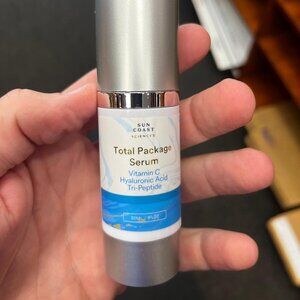 SUN
COAST
SCIENCES
Total Package
Serum
Vitamin C
Hyaluronic Acid
Tri-Peptide